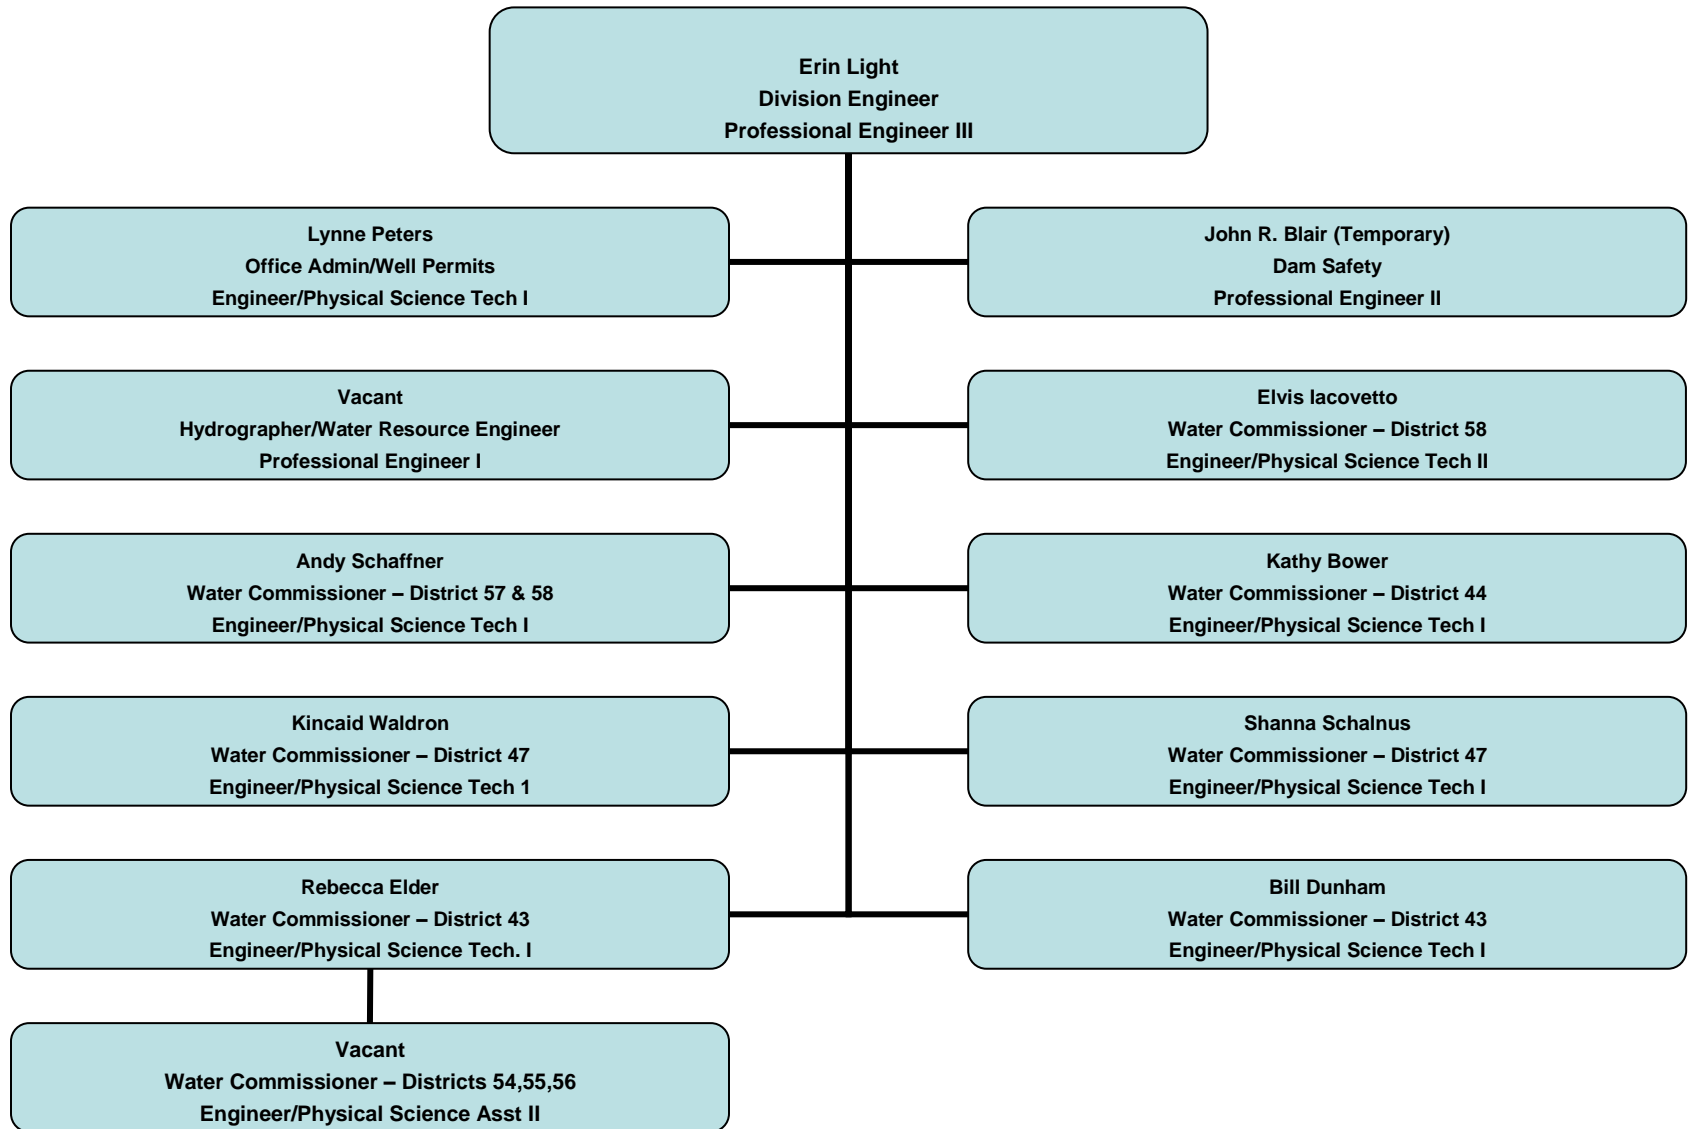 Erin Light
Division Engineer
Professional Engineer III
Lynne Peters
Office Admin/Well Permits
Engineer/Physical Science Tech I
John R. Blair (Temporary)
Dam Safety
Professional Engineer II
Vacant
Hydrographer/Water Resource Engineer
Professional Engineer I
Elvis Iacovetto
Water Commissioner – District 58
Engineer/Physical Science Tech II
Andy Schaffner
Water Commissioner – District 57 & 58
Engineer/Physical Science Tech I
Kathy Bower
Water Commissioner – District 44
Engineer/Physical Science Tech I
Kincaid Waldron
Water Commissioner – District 47
Engineer/Physical Science Tech 1
Shanna Schalnus
Water Commissioner – District 47
Engineer/Physical Science Tech I
Rebecca Elder
Water Commissioner – District 43
Engineer/Physical Science Tech. I
Bill Dunham
Water Commissioner – District 43
Engineer/Physical Science Tech I
Vacant
Water Commissioner – Districts 54,55,56
Engineer/Physical Science Asst II